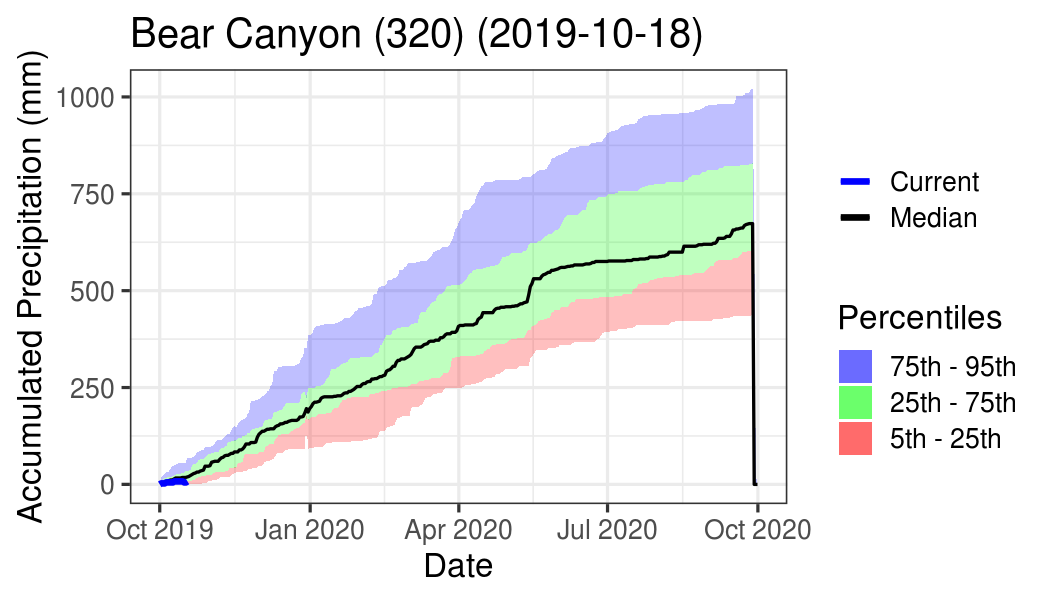 Bear Canyon (320) (2019-10-18)
Accumulated Precipitation (mm)
1000
750
500
250
0
Oct 2019
Jan 2020
Apr 2020
Jul 2020
Oct 2020
Date
Current
Median
Percentiles
75th - 95th
25th - 75th
5th - 25th